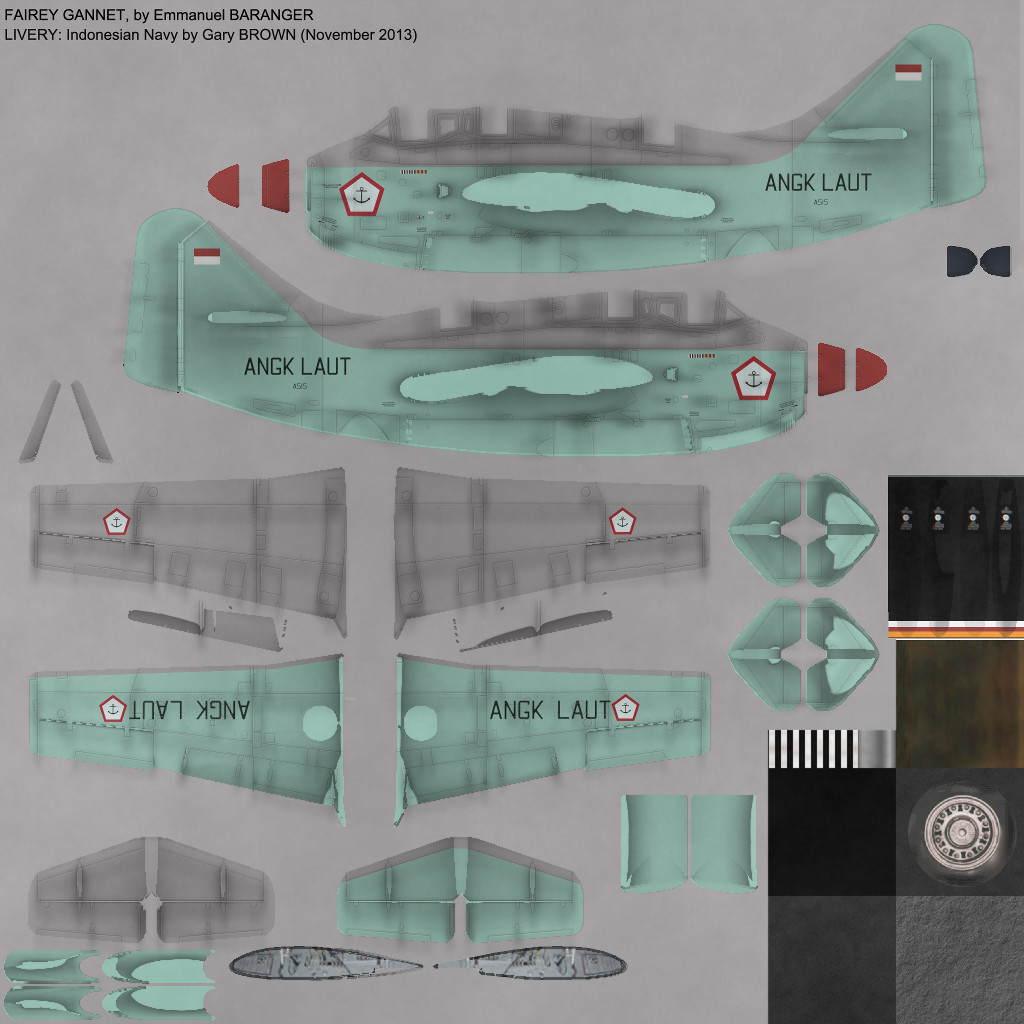 FAIREY GANNET, by Emmanuel BARANGER
LIVERY: Indonesian Navy by Gary BROWN (November 2013)
ANGK LAUT
AS15
ANGK LAUT
AS15
ANGK LAUT
ANGK LAUT